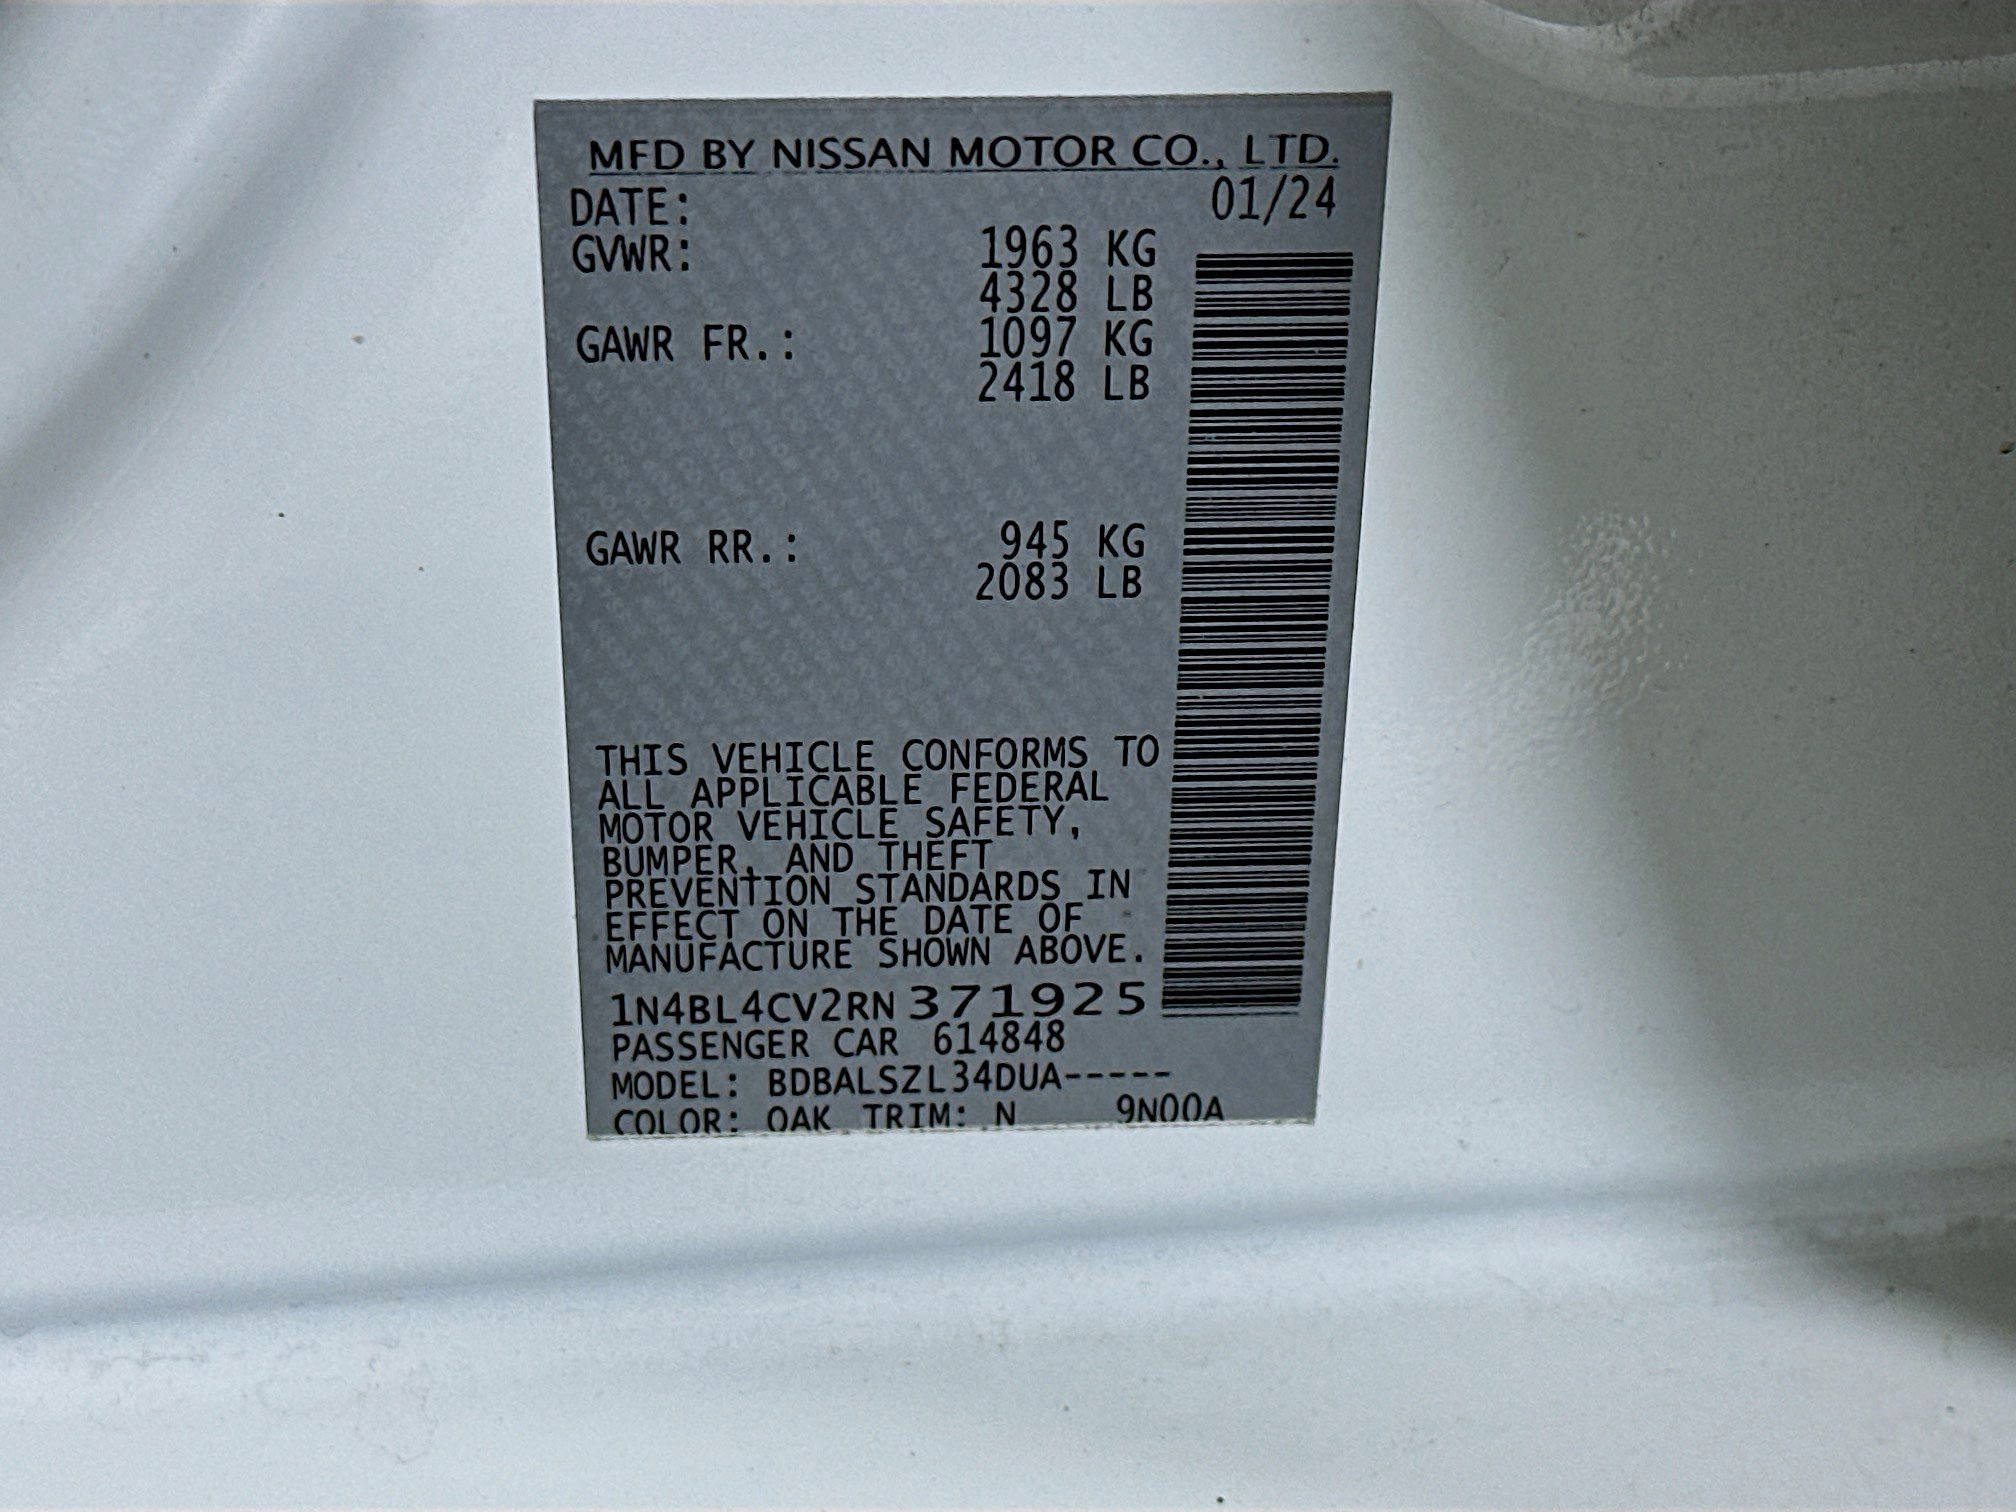 MFD BY NISSAN MOTOR CO., LTD.
DATE: 01/24
GVWR: 1963 KG
4328 LB
GAWR FR.: 1097 KG
2418 LB
GAWR RR.: 945 KG
2083 LB
THIS VEHICLE CONFORMS TO
ALL APPLICABLE FEDERAL
MOTOR VEHICLE SAFETY,
BUMPER, AND THEFT
PREVENTION STANDARDS IN
EFFECT ON THE DATE OF
MANUFACTURE SHOWN ABOVE.
1N4BL4CV2RN371925
PASSENGER CAR 614848
MODEL: BDBALSZL34DUA-----
COLOR: QAK TRIM: N 9N00A